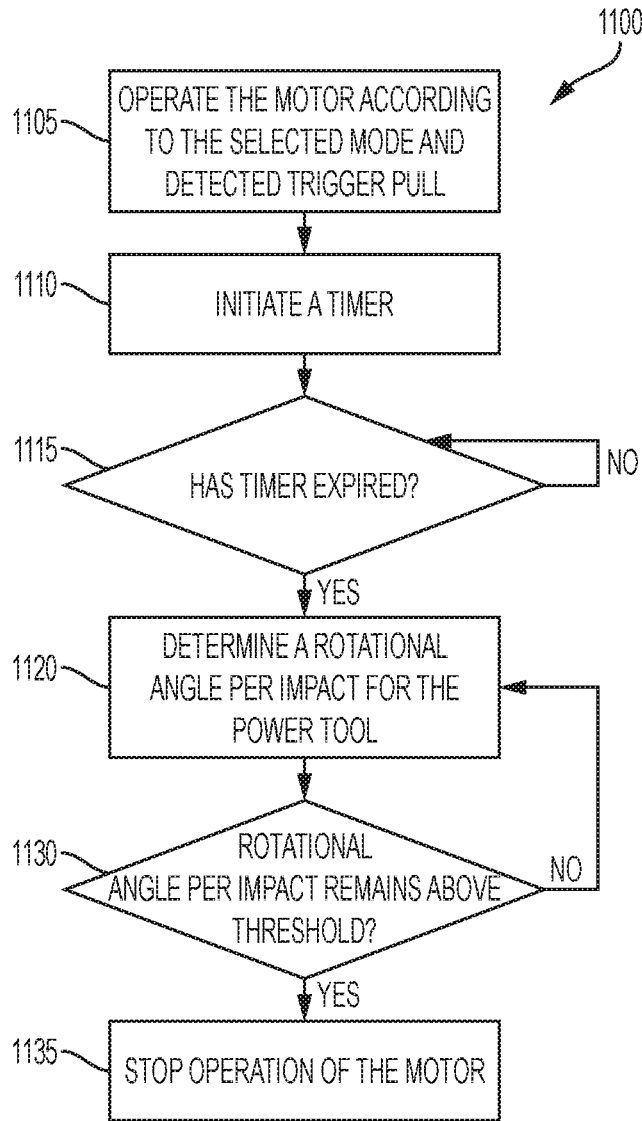 1100
1105
OPERATE THE MOTOR ACCORDING
TO THE SELECTED MODE AND
DETECTED TRIGGER PULL
1110
INITIATE A TIMER
1115
HAS TIMER EXPIRED?
NO
YES
1120
DETERMINE A ROTATIONAL
ANGLE PER IMPACT FOR THE
POWER TOOL
1130
ROTATIONAL
ANGLE PER IMPACT REMAINS ABOVE
THRESHOLD?
NO
YES
1135
STOP OPERATION OF THE MOTOR